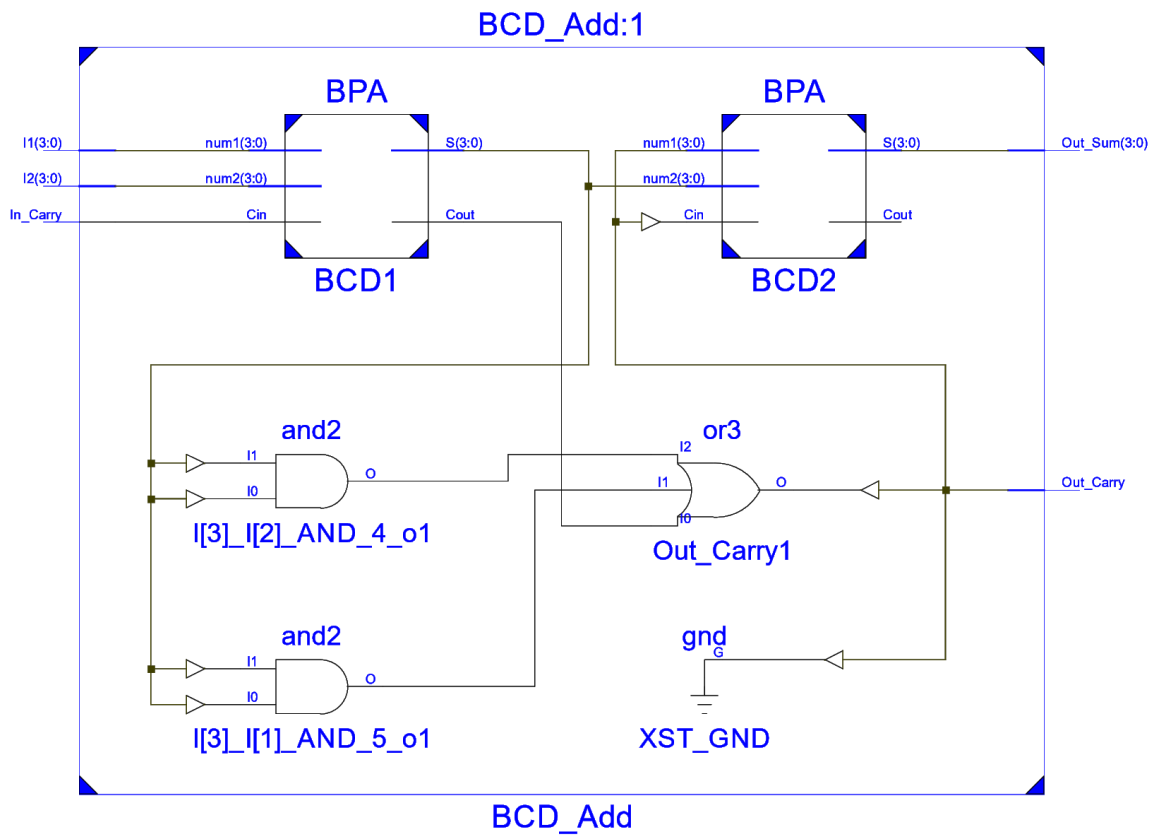 BCD_Add:1
BPA
BPA
I1(3:0) num1(3:0) S(3:0) num1(3:0) S(3:0) Out_Sum(3:0)
I2(3:0) num2(3:0) num2(3:0)
In_Carry Cin Cout Cin Cout
BCD1
BCD2
and2
or3
I1 O I2
I0 I1 O Out_Carry
I0
I[3]_I[2]_AND_4_o1
Out_Carry1
and2
gnd
I1 G
O
I0
I[3]_I[1]_AND_5_o1
XST_GND
BCD_Add